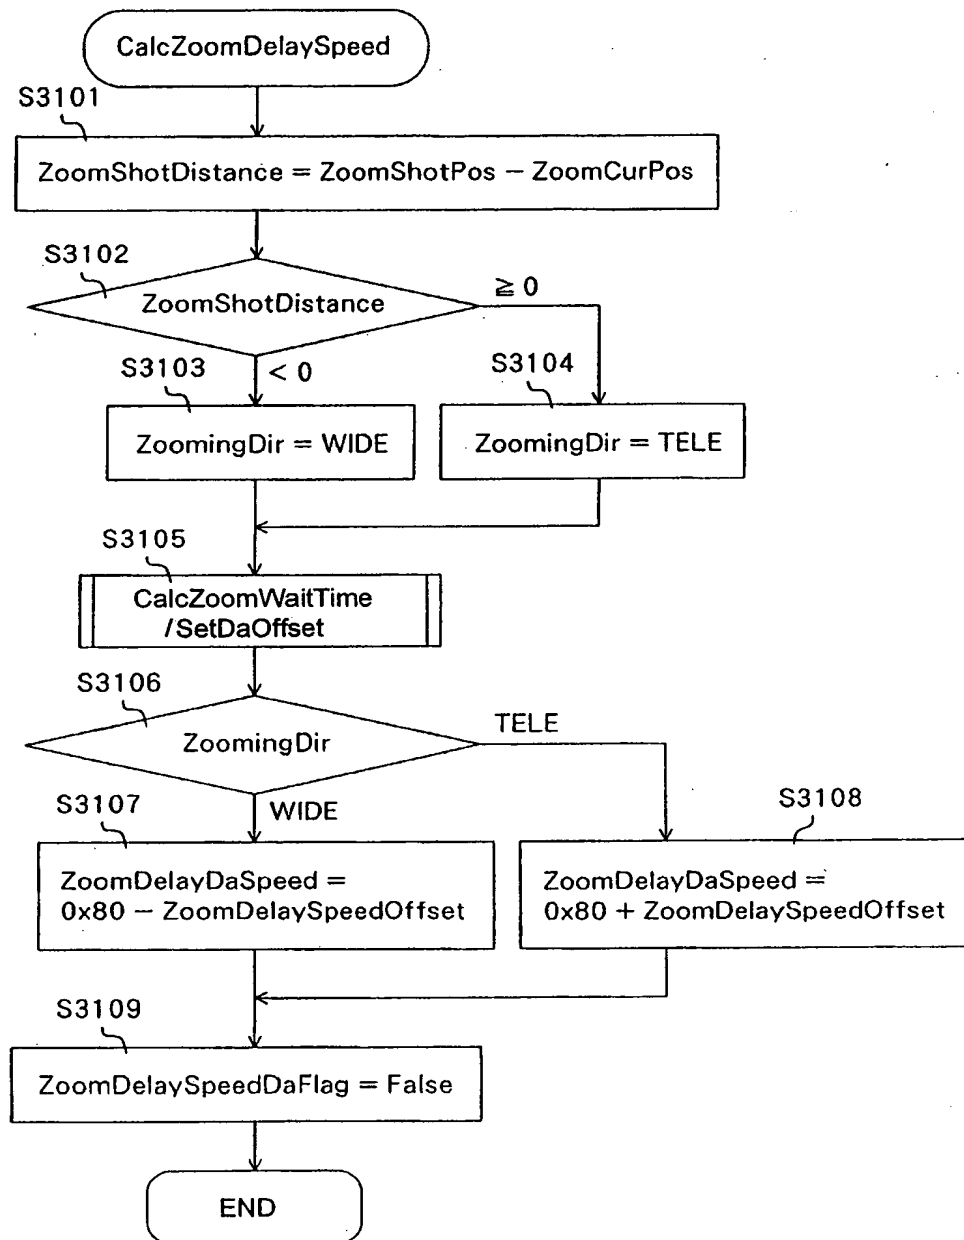 CalcZoomDelaySpeed
S3101
ZoomShotDistance = ZoomShotPos − ZoomCurPos
S3102
ZoomShotDistance
≧ 0
< 0
S3103
S3104
ZoomingDir = WIDE
ZoomingDir = TELE
S3105
CalcZoomWaitTime
/SetDaOffset
S3106
ZoomingDir
TELE
WIDE
S3107
S3108
ZoomDelayDaSpeed =
0x80 − ZoomDelaySpeedOffset
ZoomDelayDaSpeed =
0x80 + ZoomDelaySpeedOffset
S3109
ZoomDelaySpeedDaFlag = False
END